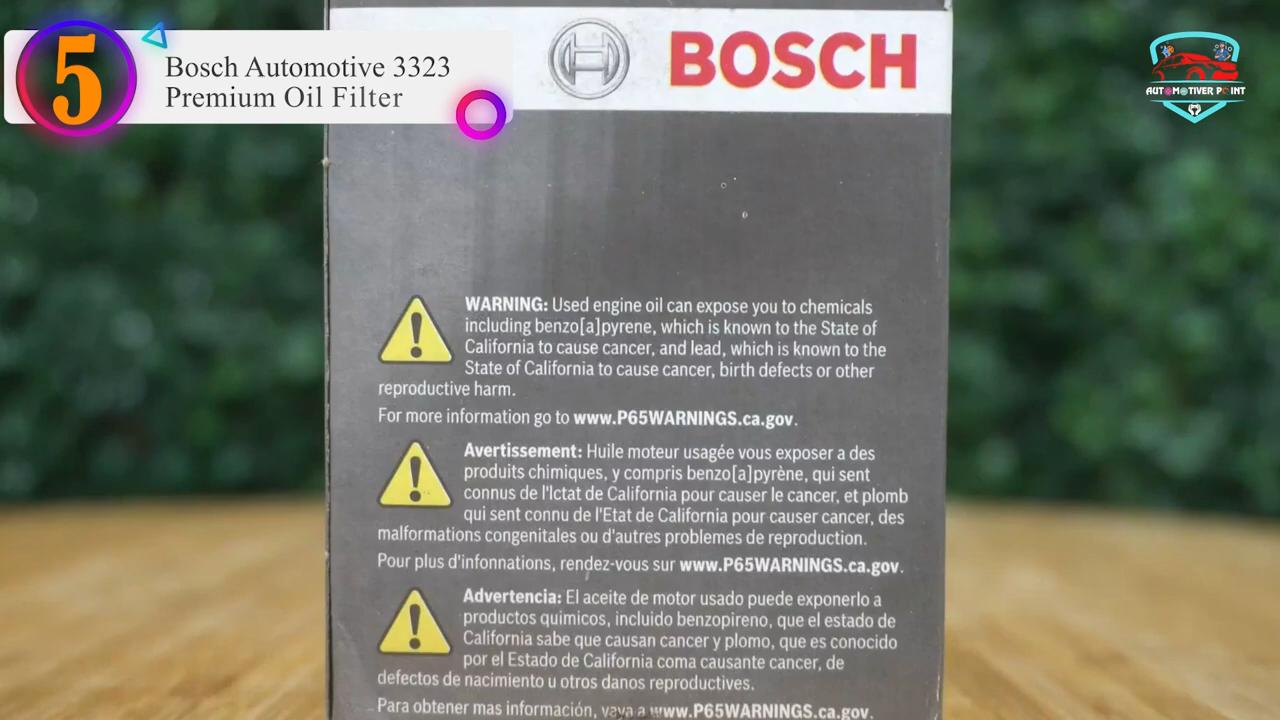 5
Bosch Automotive 3323
Premium Oil Filter
BOSCH
AUTOMOTIVER POINT
WARNING: Used engine oil can expose you to chemicals
including benzo[a]pyrene, which is known to the State of
California to cause cancer, and lead, which is known to the
State of California to cause cancer, birth defects or other
reproductive harm.
For more information go to www.P65WARNINGS.ca.gov.
Avertissement: Huile moteur usagée vous exposer a des
produits chimiques, y compris benzo[a]pyrène, qui sent
connus de l'Ictat de California pour causer le cancer, et plomb
qui sent connu de l'Etat de California pour causer cancer, des
malformations congenitales ou d'autres problemes de reproduction.
Pour plus d'infonnations, rendez-vous sur www.P65WARNINGS.ca.gov.
Advertencia: El aceite de motor usado puede exponerlo a
productos quimicos, incluido benzopireno, que el estado de
California sabe que causan cancer y plomo, que es conocido
por el Estado de California coma causante cancer, de
defectos de nacimiento u otros danos reproductives.
Para obtener mas información, vaya a www.P65WARNINGS.ca.gov.